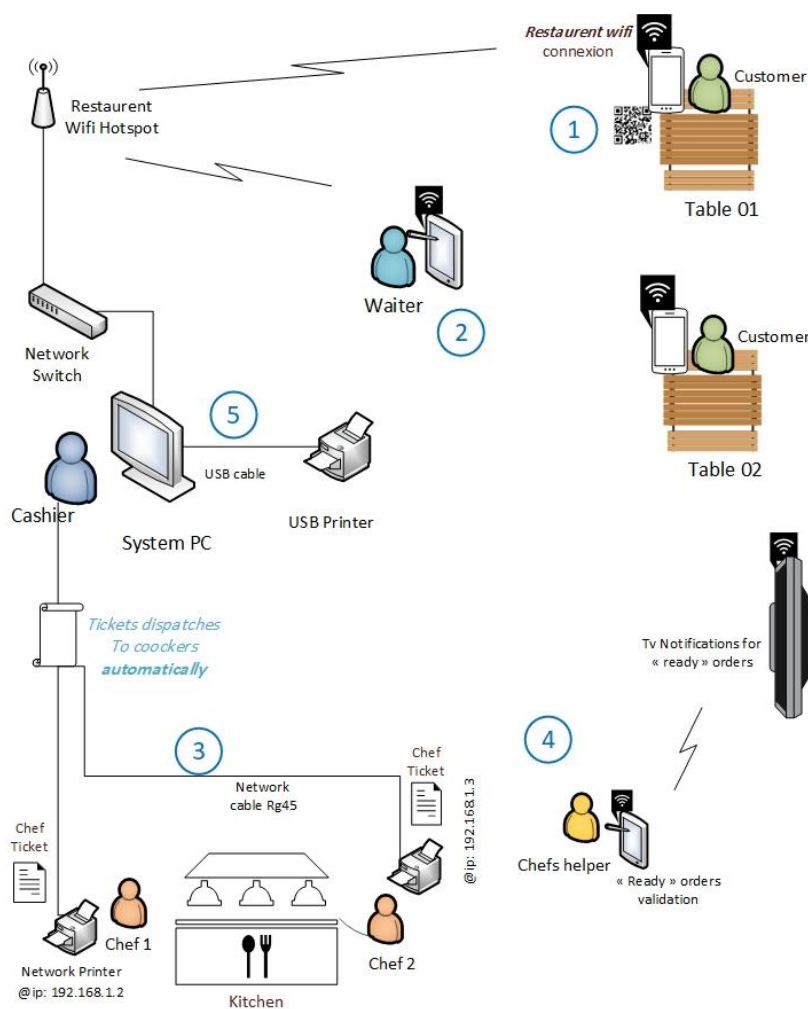 Restaurent wifi
connexion
Customer
1
Table 01
Restaurent
Wifi Hotspot
Waiter
2
Customer
Table 02
Network
Switch
5
USB cable
USB Printer
Cashier
System PC
Tickets dispatches
To coockers
automatically
Tv Notifications for
« ready » orders
3
Network
cable Rg45
Chef
Ticket
@ip: 192.168.1.3
4
Chefs helper
« Ready » orders
validation
Chef
Ticket
Chef 1
Chef 2
Network Printer
@ip: 192.168.1.2
Kitchen